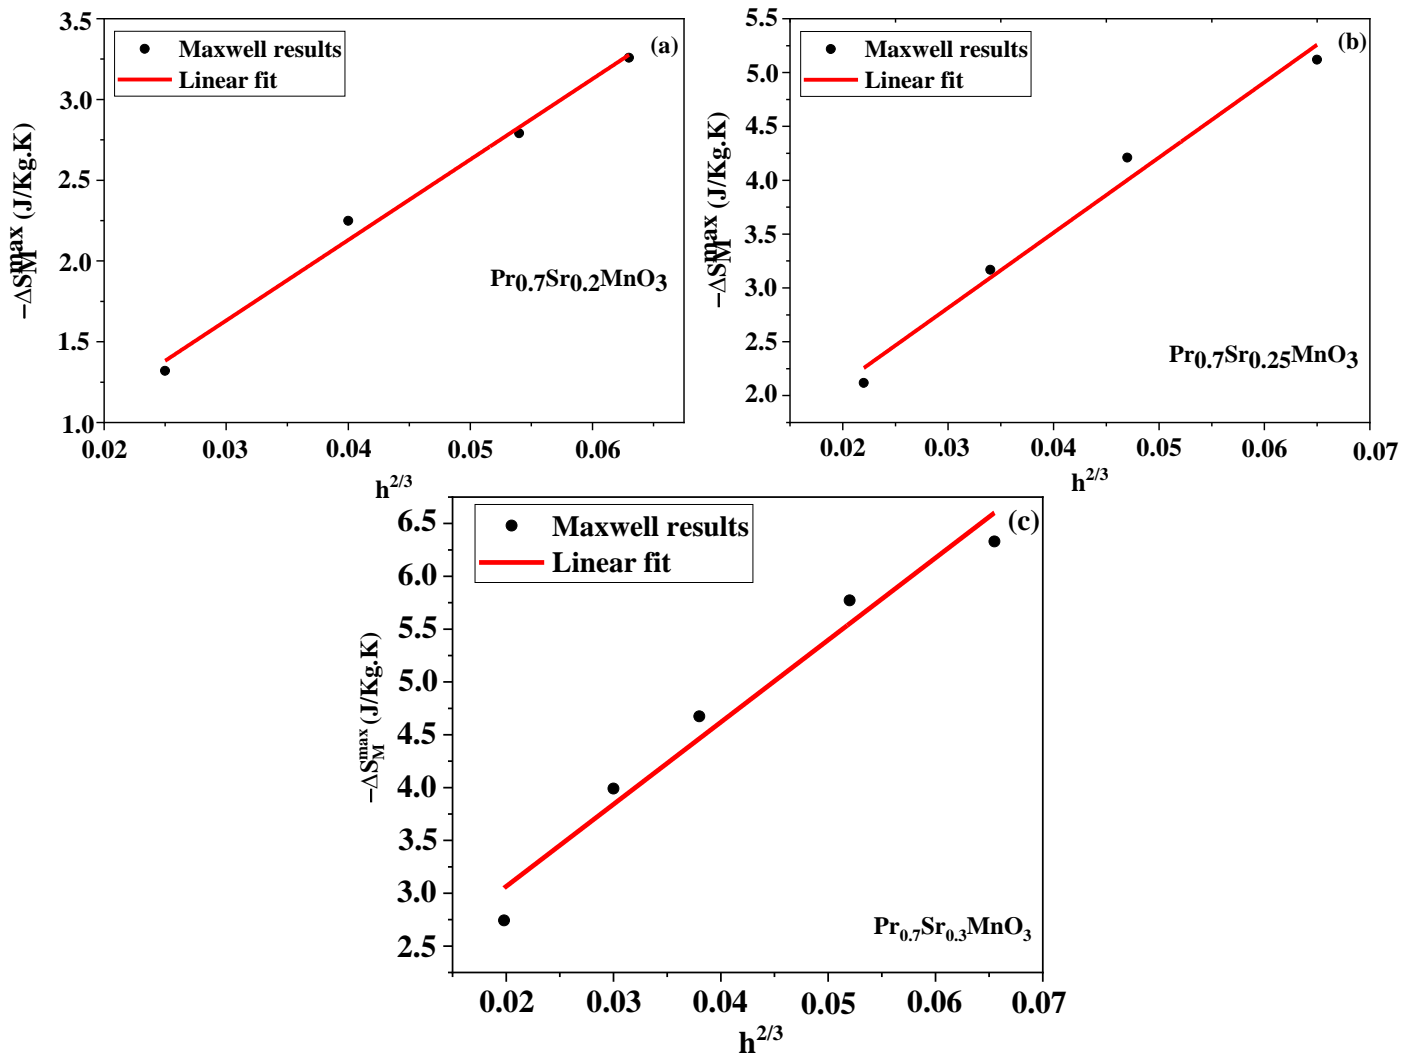 (a)
Maxwell results
Linear fit
3.5
3.0
2.5
2.0
1.5
1.0
−ΔS_M^max (J/Kg.K)
Pr0.7Sr0.2MnO3
0.02 0.03 0.04 0.05 0.06
h^2/3
(b)
Maxwell results
Linear fit
5.5
5.0
4.5
4.0
3.5
3.0
2.5
2.0
−ΔS_M^max (J/Kg.K)
Pr0.7Sr0.25MnO3
0.02 0.03 0.04 0.05 0.06 0.07
h^2/3
(c)
Maxwell results
Linear fit
6.5
6.0
5.5
5.0
4.5
4.0
3.5
3.0
2.5
−ΔS_M^max (J/Kg.K)
Pr0.7Sr0.3MnO3
0.02 0.03 0.04 0.05 0.06 0.07
h^2/3